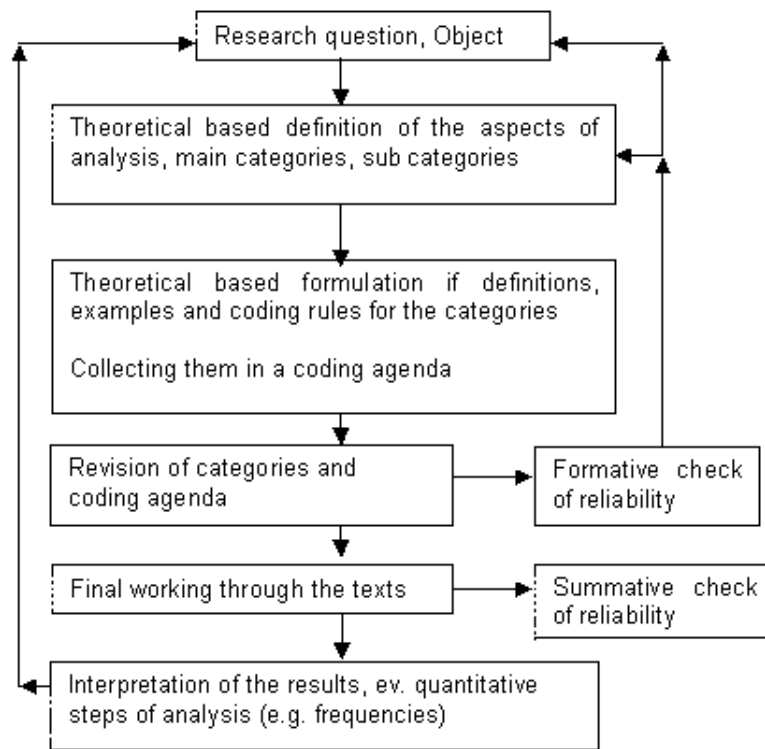 Research question, Object
Theoretical based definition of the aspects of
analysis, main categories, sub categories
Theoretical based formulation if definitions,
examples and coding rules for the categories
Collecting them in a coding agenda
Revision of categories and
coding agenda
Formative check
of reliability
Final working through the texts
Summative check
of reliability
Interpretation of the results, ev. quantitative
steps of analysis (e.g. frequencies)